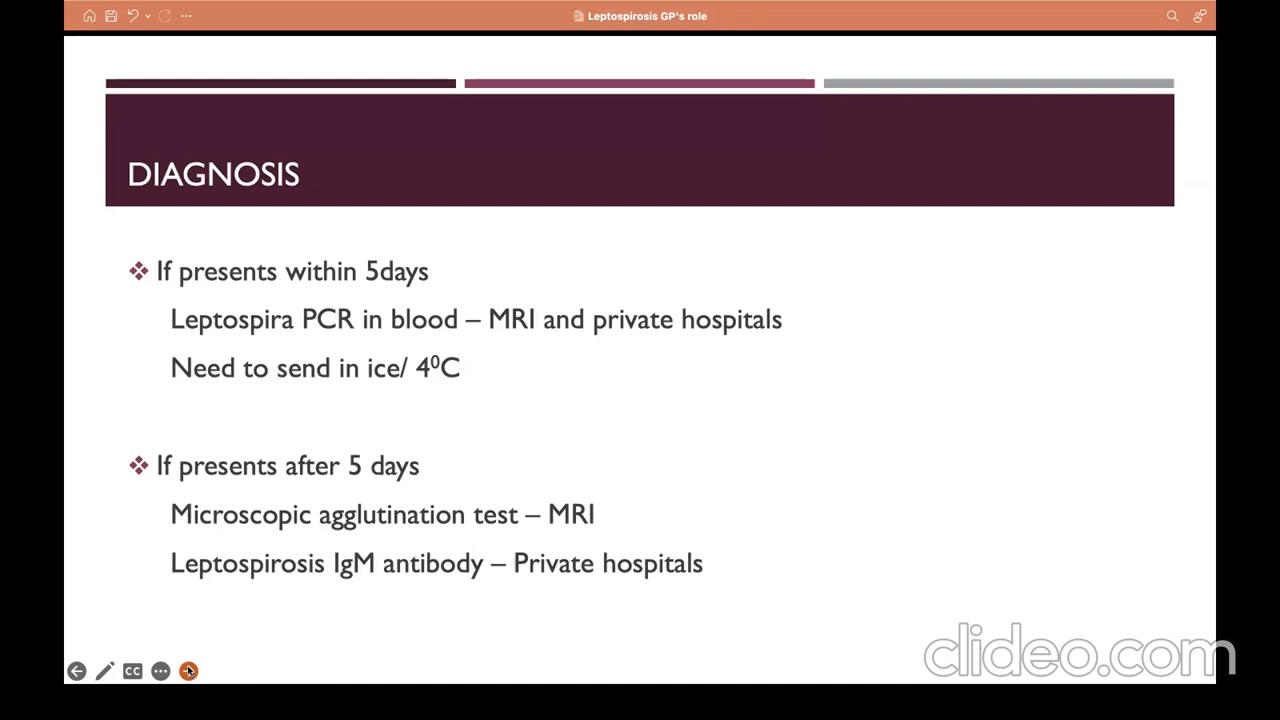 Leptospirosis GP's role
DIAGNOSIS
If presents within 5days
Leptospira PCR in blood – MRI and private hospitals
Need to send in ice/ 4⁰C
If presents after 5 days
Microscopic agglutination test – MRI
Leptospirosis IgM antibody – Private hospitals
CC
clideo.com